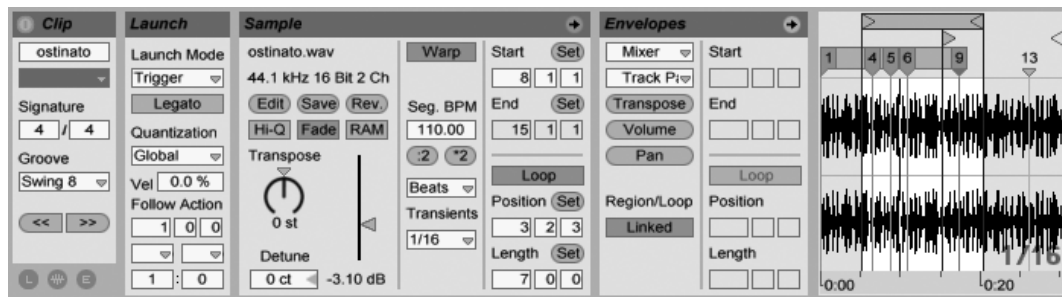 Clip
ostinato
Signature
4 / 4
Groove
Swing 8
<< >>
L E
Launch
Launch Mode
Trigger
Legato
Quantization
Global
Vel 0.0 %
Follow Action
1 0 0
1 : 0
Sample
ostinato.wav
44.1 kHz 16 Bit 2 Ch
Edit Save Rev.
Hi-Q Fade RAM
Transpose
0 st
Detune
0 ct -3.10 dB
Warp
Seg. BPM
110.00
:2 *2
Beats
Transients
1/16
Start Set
8 1 1
End Set
15 1 1
Loop
Position Set
3 2 3
Length Set
7 0 0
Envelopes
Mixer
Track Pa
Transpose
Volume
Pan
Region/Loop
Linked
Start
End
Loop
Position
Length
1 4 5 6 9 13
1/16
0:00 0:20